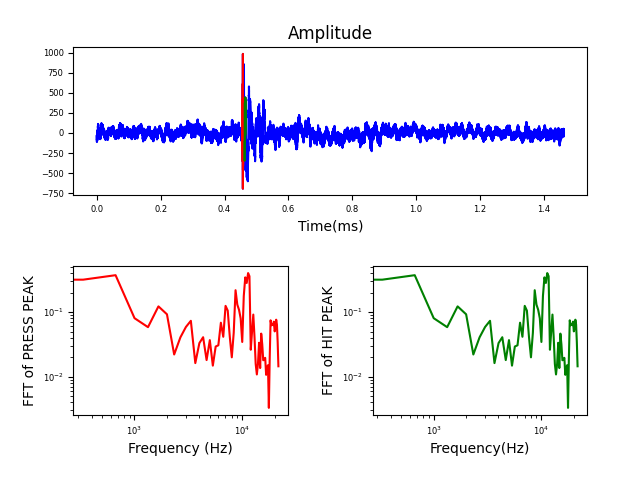 Amplitude
1000
750
500
250
0
−250
−500
−750
0.0 0.2 0.4 0.6 0.8 1.0 1.2 1.4
Time(ms)
FFT of PRESS PEAK
10⁻¹
10⁻²
10³ 10⁴
Frequency (Hz)
FFT of HIT PEAK
10⁻¹
10⁻²
10³ 10⁴
Frequency(Hz)